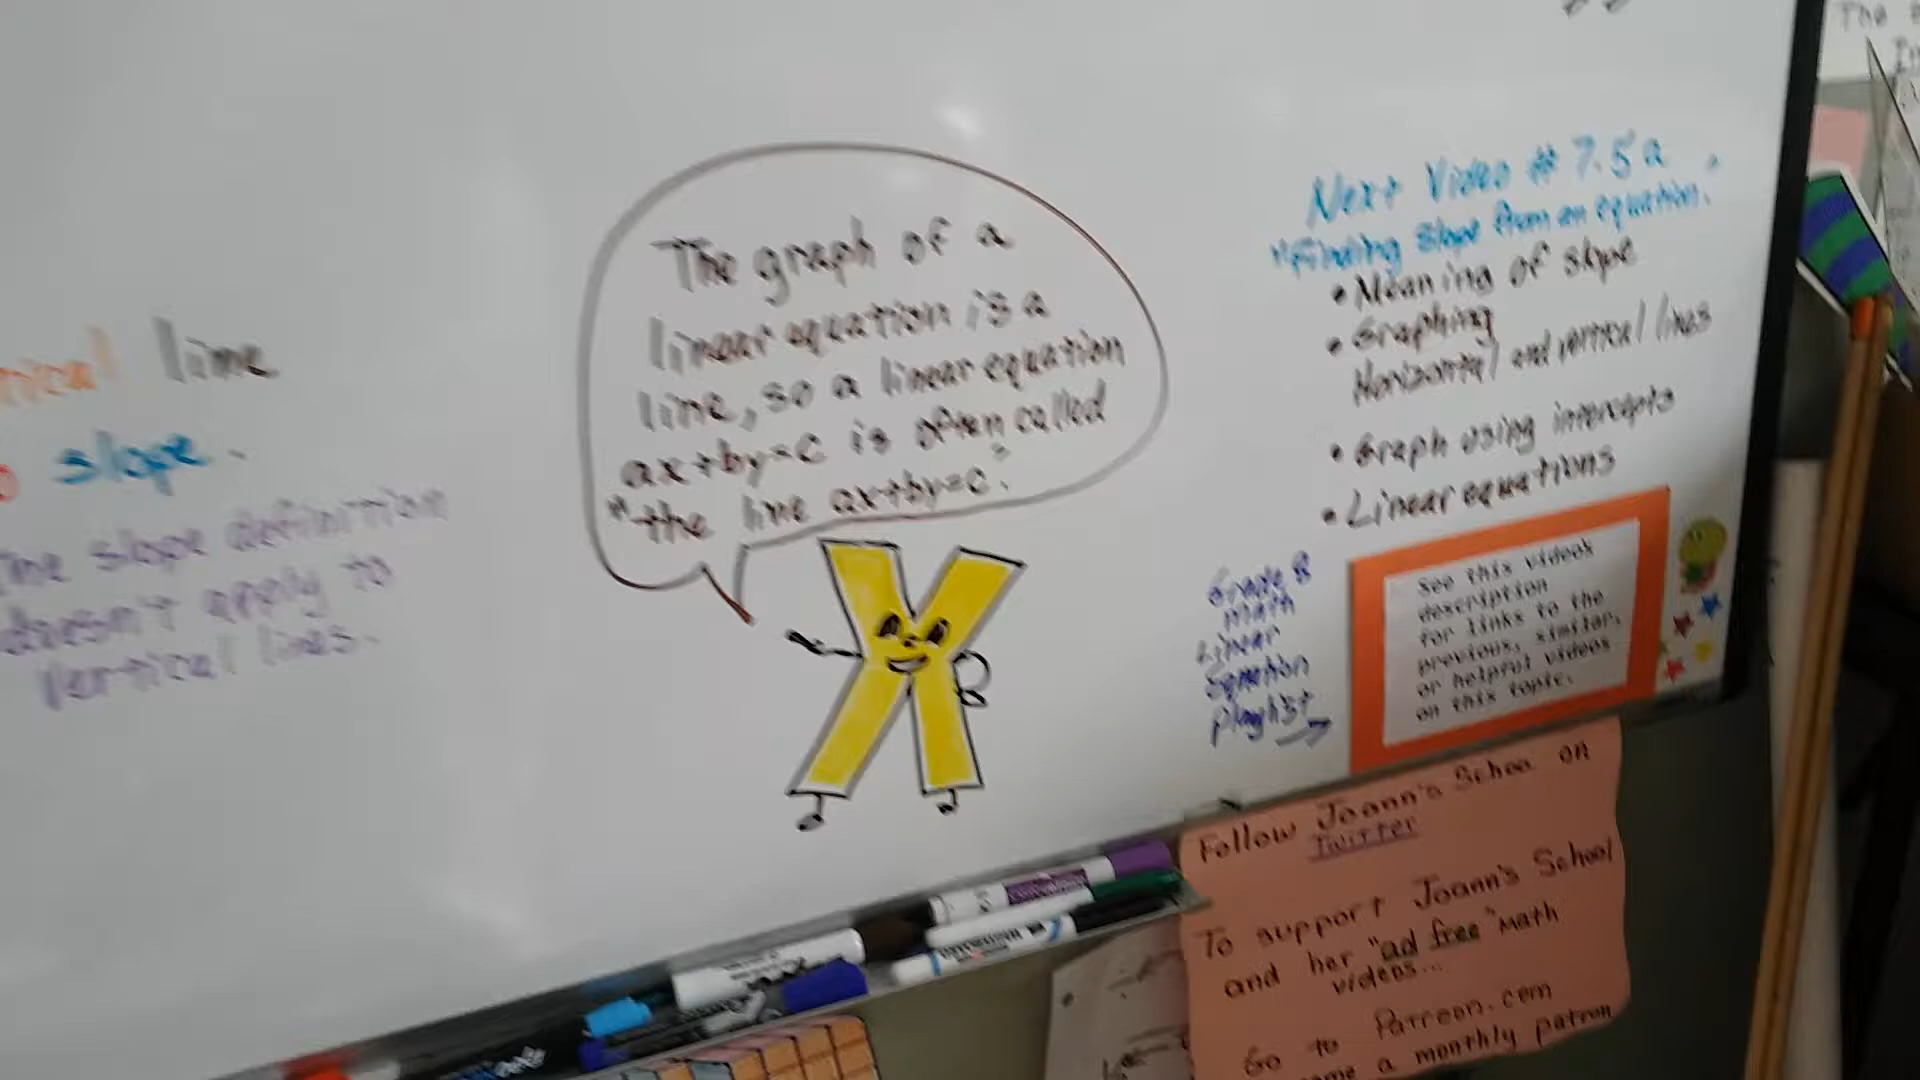 line
slope.
The slope definition
doesn't apply to
vertical lines.
The graph of a
linear equation is a
line, so a linear equation
ax+by=c is often called
"the line ax+by=c".
Next Video # 7.5a
"Finding slope from an equation.
• Meaning of slope
• Graphing
Horizontal and vertical lines
• Graph using intercepts
• Linear equations
Grade 8
math
Linear
Equation
playlist
See this videos
description
for links to the
previous, similar,
or helpful videos
on this topic.
Follow Joann's School on
Twitter
To support Joann's School
and her "ad free" Math
videos...
Go to Patreon.com
a monthly patron
The